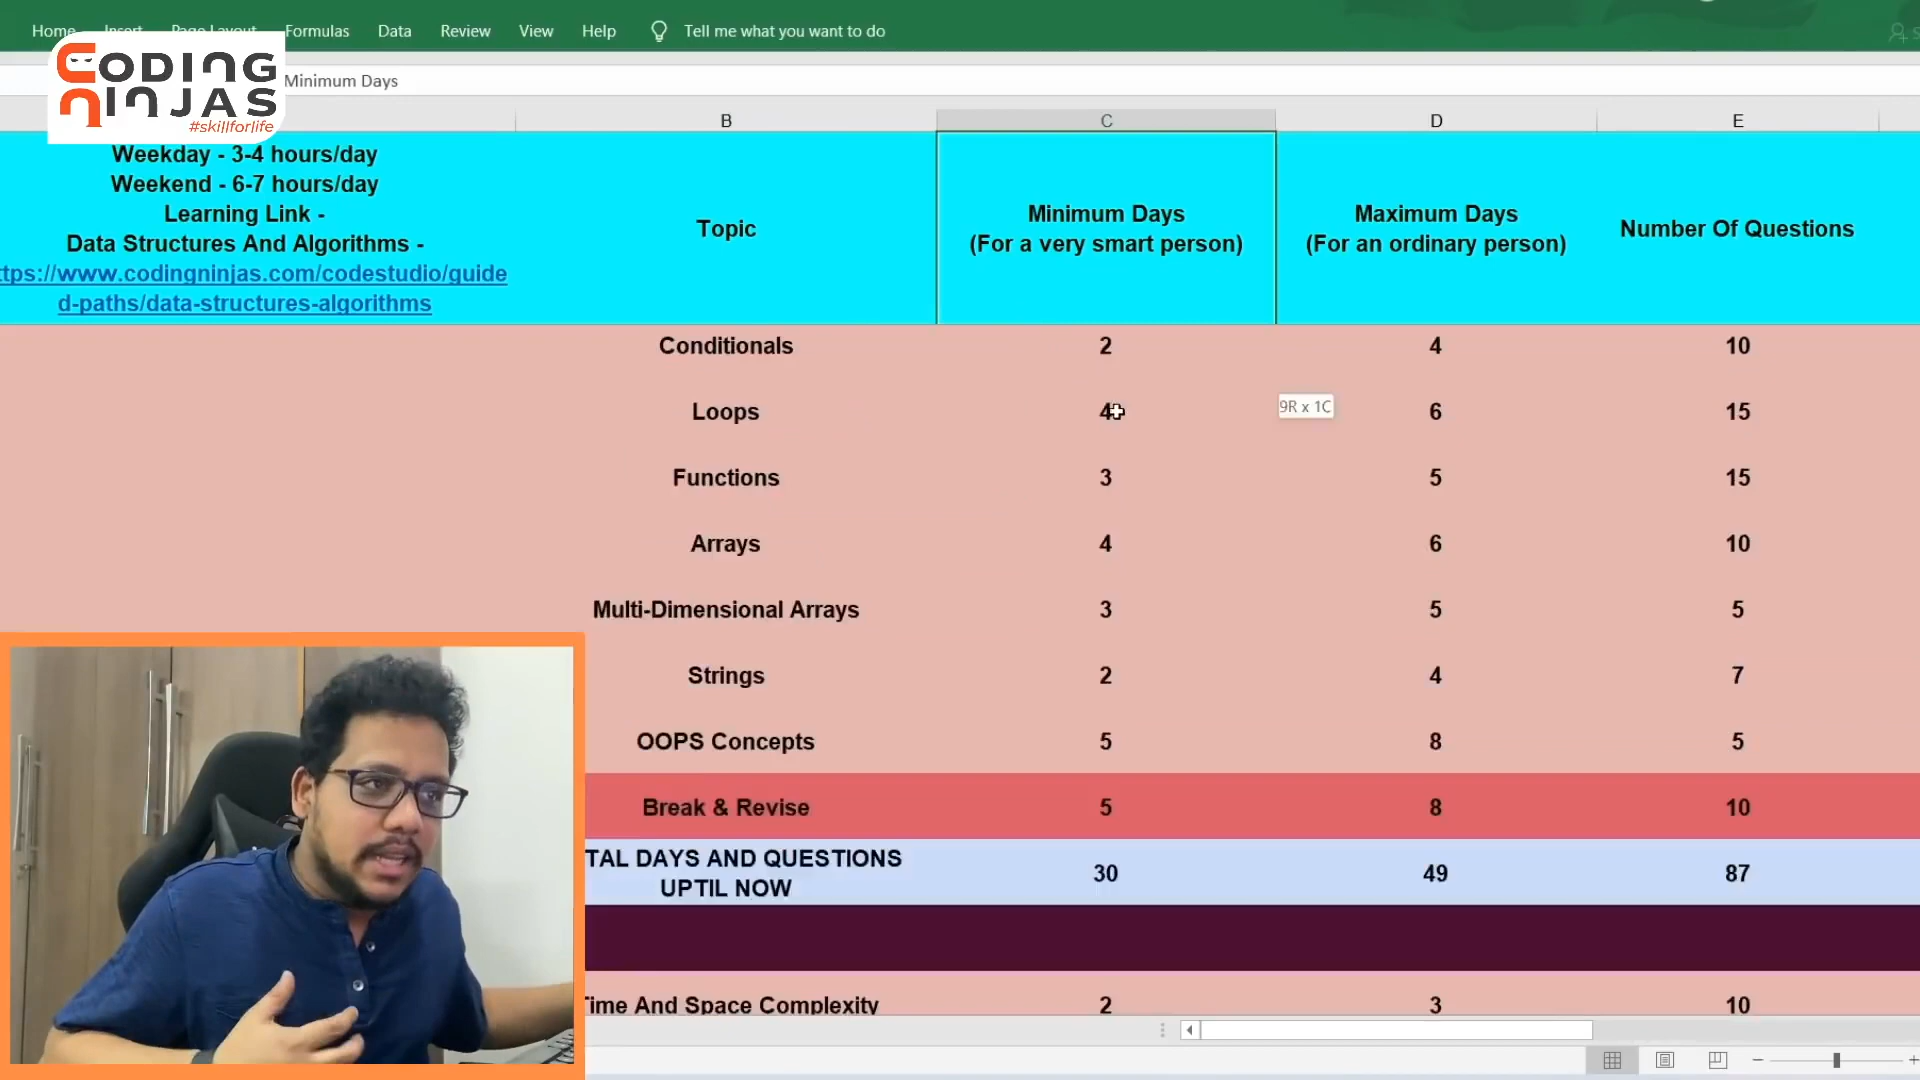 Home Insert Page Layout Formulas Data Review View Help Tell me what you want to do
CODING
NINJAS
#skillforlife
Minimum Days
B C D E
Weekday - 3-4 hours/day
Weekend - 6-7 hours/day
Learning Link -
Data Structures And Algorithms -
ttps://www.codingninjas.com/codestudio/guide
d-paths/data-structures-algorithms
Topic
Minimum Days
(For a very smart person)
Maximum Days
(For an ordinary person)
Number Of Questions
Conditionals 2 4 10
Loops 4 6 15
9R x 1C
Functions 3 5 15
Arrays 4 6 10
Multi-Dimensional Arrays 3 5 5
Strings 2 4 7
OOPS Concepts 5 8 5
Break & Revise 5 8 10
TAL DAYS AND QUESTIONS
UPTIL NOW
30 49 87
Time And Space Complexity 2 3 10